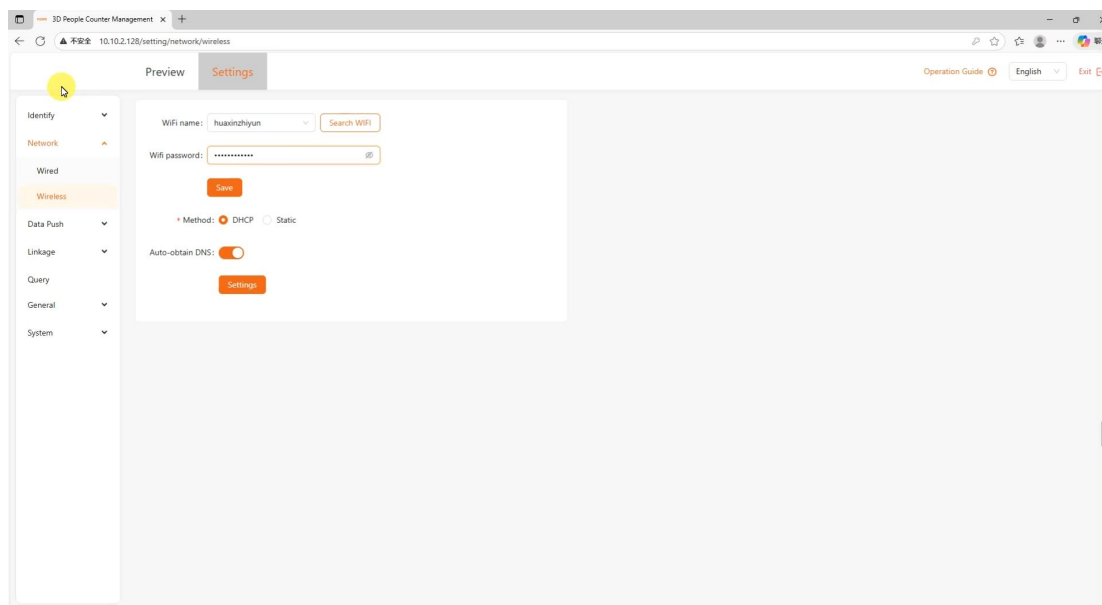 3D People Counter Management
不安全 10.10.2.128/setting/network/wireless
Preview Settings Operation Guide English Exit
Identify
Network
Wired
Wireless
Data Push
Linkage
Query
General
System
WiFi name: huaxinzhiyun Search WIFI
Wifi password: ••••••••••••
Save
* Method: DHCP Static
Auto-obtain DNS:
Settings